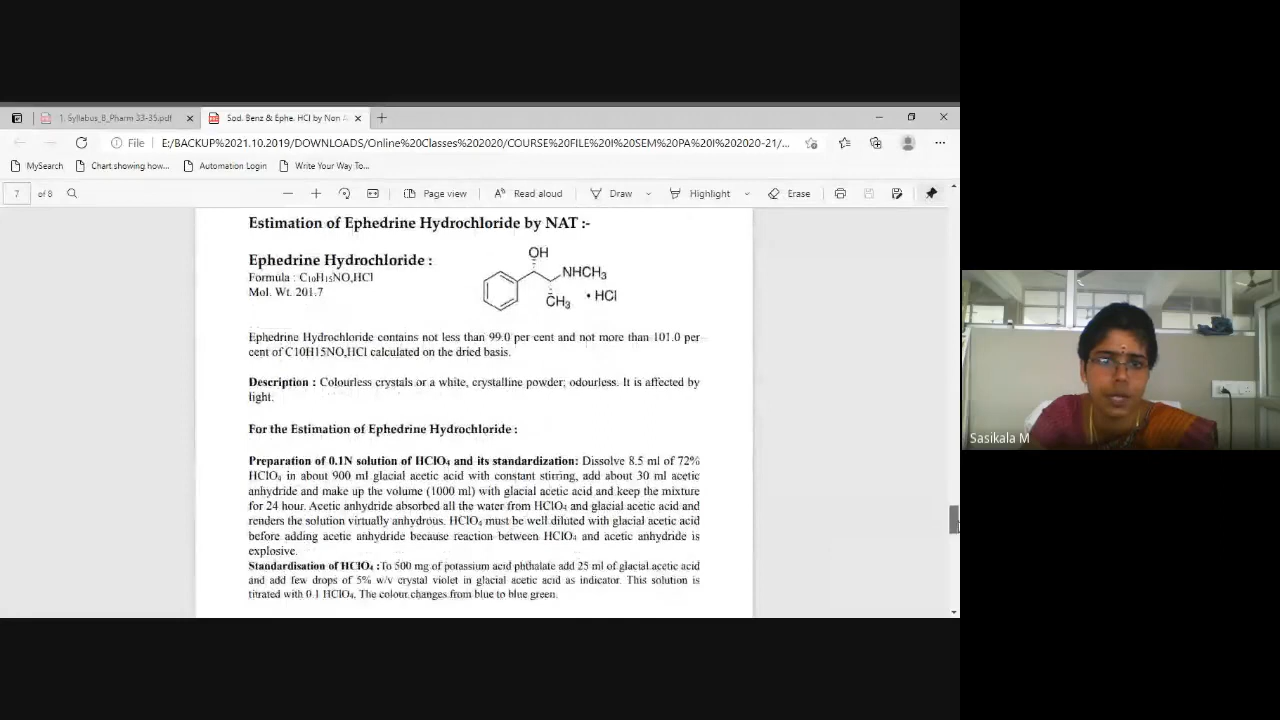 1. Syllabus_B_Pharm 33-35.pdf
Sod. Benz & Ephe. HCl by Non A
File
E:/BACKUP%2021.10.2019/DOWNLOADS/Online%20Classes%202020/COURSE%20FILE%20I%20SEM%20PA%20I%202020-21/...
MySearch
Chart showing how...
Automation Login
Write Your Way To...
7 of 8
Page view
Read aloud
Draw
Highlight
Erase
Estimation of Ephedrine Hydrochloride by NAT :-
Ephedrine Hydrochloride :
Formula : C₁₀H₁₅NO,HCl
Mol. Wt. 201.7
OH
NHCH₃
CH₃
• HCl
Ephedrine Hydrochloride contains not less than 99.0 per cent and not more than 101.0 per
cent of C10H15NO,HCl calculated on the dried basis.
Description : Colourless crystals or a white, crystalline powder; odourless. It is affected by
light.
For the Estimation of Ephedrine Hydrochloride :
Preparation of 0.1N solution of HClO₄ and its standardization: Dissolve 8.5 ml of 72%
HClO₄ in about 900 ml glacial acetic acid with constant stirring, add about 30 ml acetic
anhydride and make up the volume (1000 ml) with glacial acetic acid and keep the mixture
for 24 hour. Acetic anhydride absorbed all the water from HClO₄ and glacial acetic acid and
renders the solution virtually anhydrous. HClO₄ must be well diluted with glacial acetic acid
before adding acetic anhydride because reaction between HClO₄ and acetic anhydride is
explosive.
Standardisation of HClO₄ :To 500 mg of potassium acid phthalate add 25 ml of glacial acetic acid
and add few drops of 5% w/v crystal violet in glacial acetic acid as indicator. This solution is
titrated with 0.1 HClO₄. The colour changes from blue to blue green.
Sasikala M